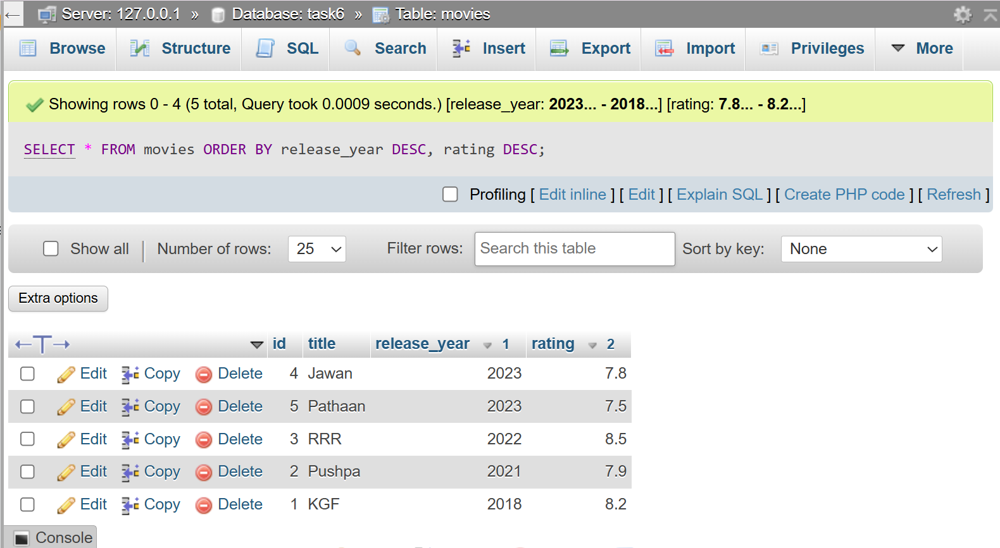 Server: 127.0.0.1 » Database: task6 » Table: movies
Browse Structure SQL Search Insert Export Import Privileges More
Showing rows 0 - 4 (5 total, Query took 0.0009 seconds.) [release_year: 2023... - 2018...] [rating: 7.8... - 8.2...]
SELECT * FROM movies ORDER BY release_year DESC, rating DESC;
Profiling [ Edit inline ] [ Edit ] [ Explain SQL ] [ Create PHP code ] [ Refresh ]
Show all | Number of rows: 25 Filter rows: Search this table Sort by key: None
Extra options
←T→ id title release_year 1 rating 2
Edit Copy Delete 4 Jawan 2023 7.8
Edit Copy Delete 5 Pathaan 2023 7.5
Edit Copy Delete 3 RRR 2022 8.5
Edit Copy Delete 2 Pushpa 2021 7.9
Edit Copy Delete 1 KGF 2018 8.2
Console